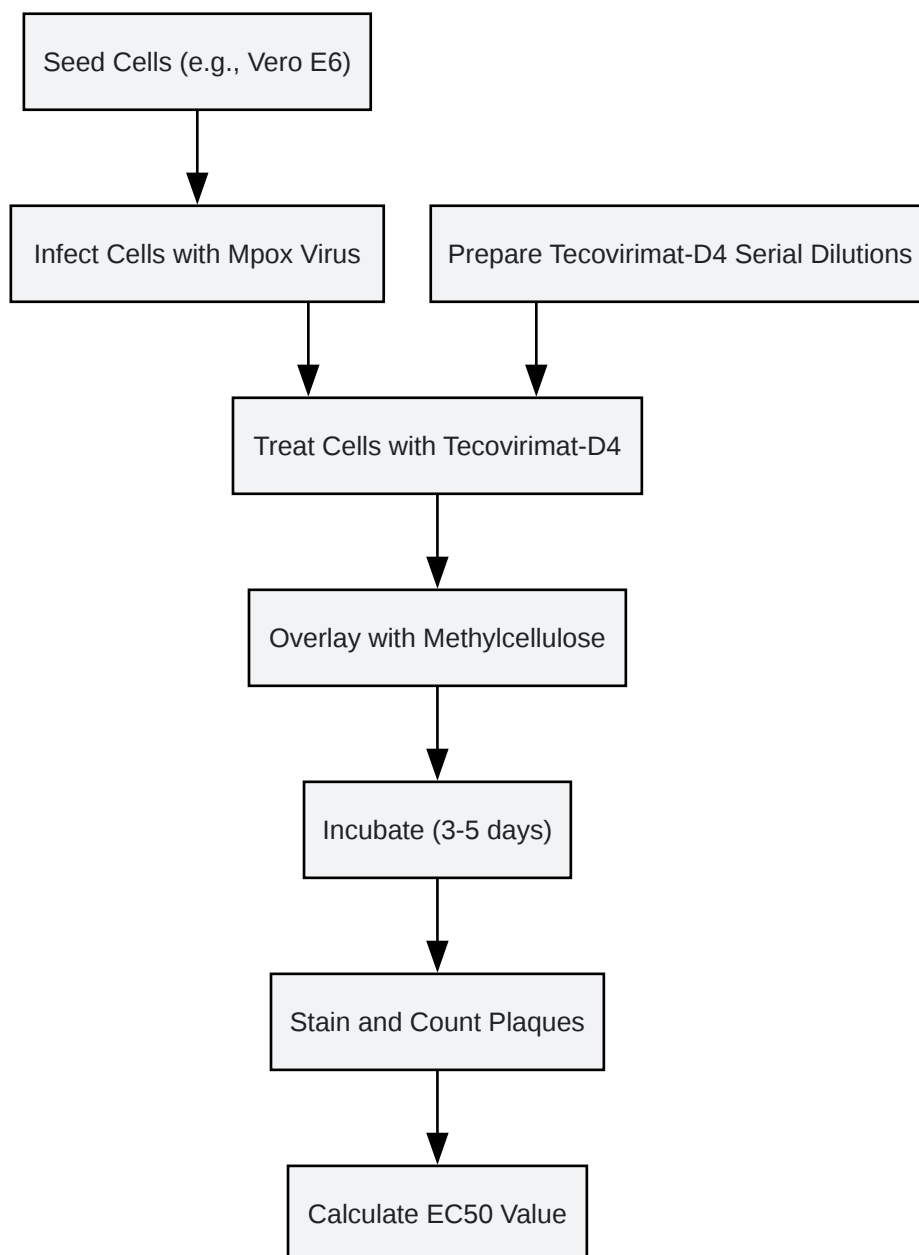 Seed Cells (e.g., Vero E6)
Infect Cells with Mpox Virus
Prepare Tecovirimat-D4 Serial Dilutions
Treat Cells with Tecovirimat-D4
Overlay with Methylcellulose
Incubate (3-5 days)
Stain and Count Plaques
Calculate EC50 Value